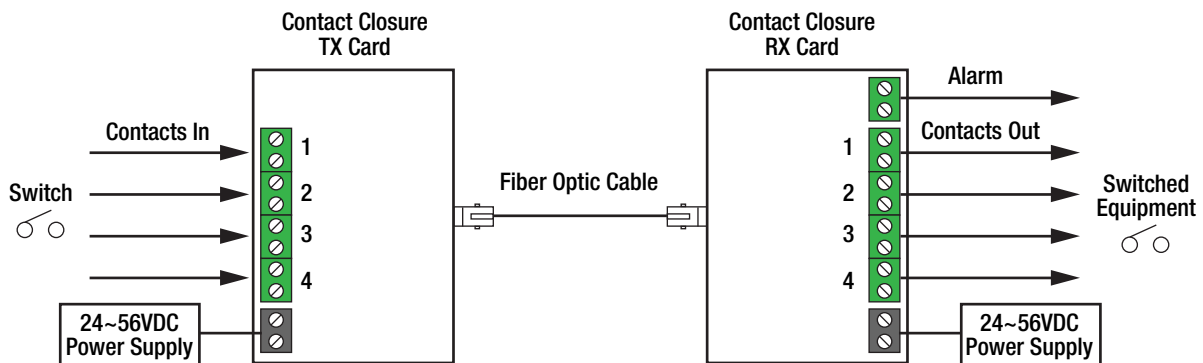 Contact Closure
TX Card
Contact Closure
RX Card
Alarm
Contacts In
1
1
Contacts Out
Switch
2
Fiber Optic Cable
2
Switched
Equipment
3
3
4
4
24~56VDC
Power Supply
24~56VDC
Power Supply